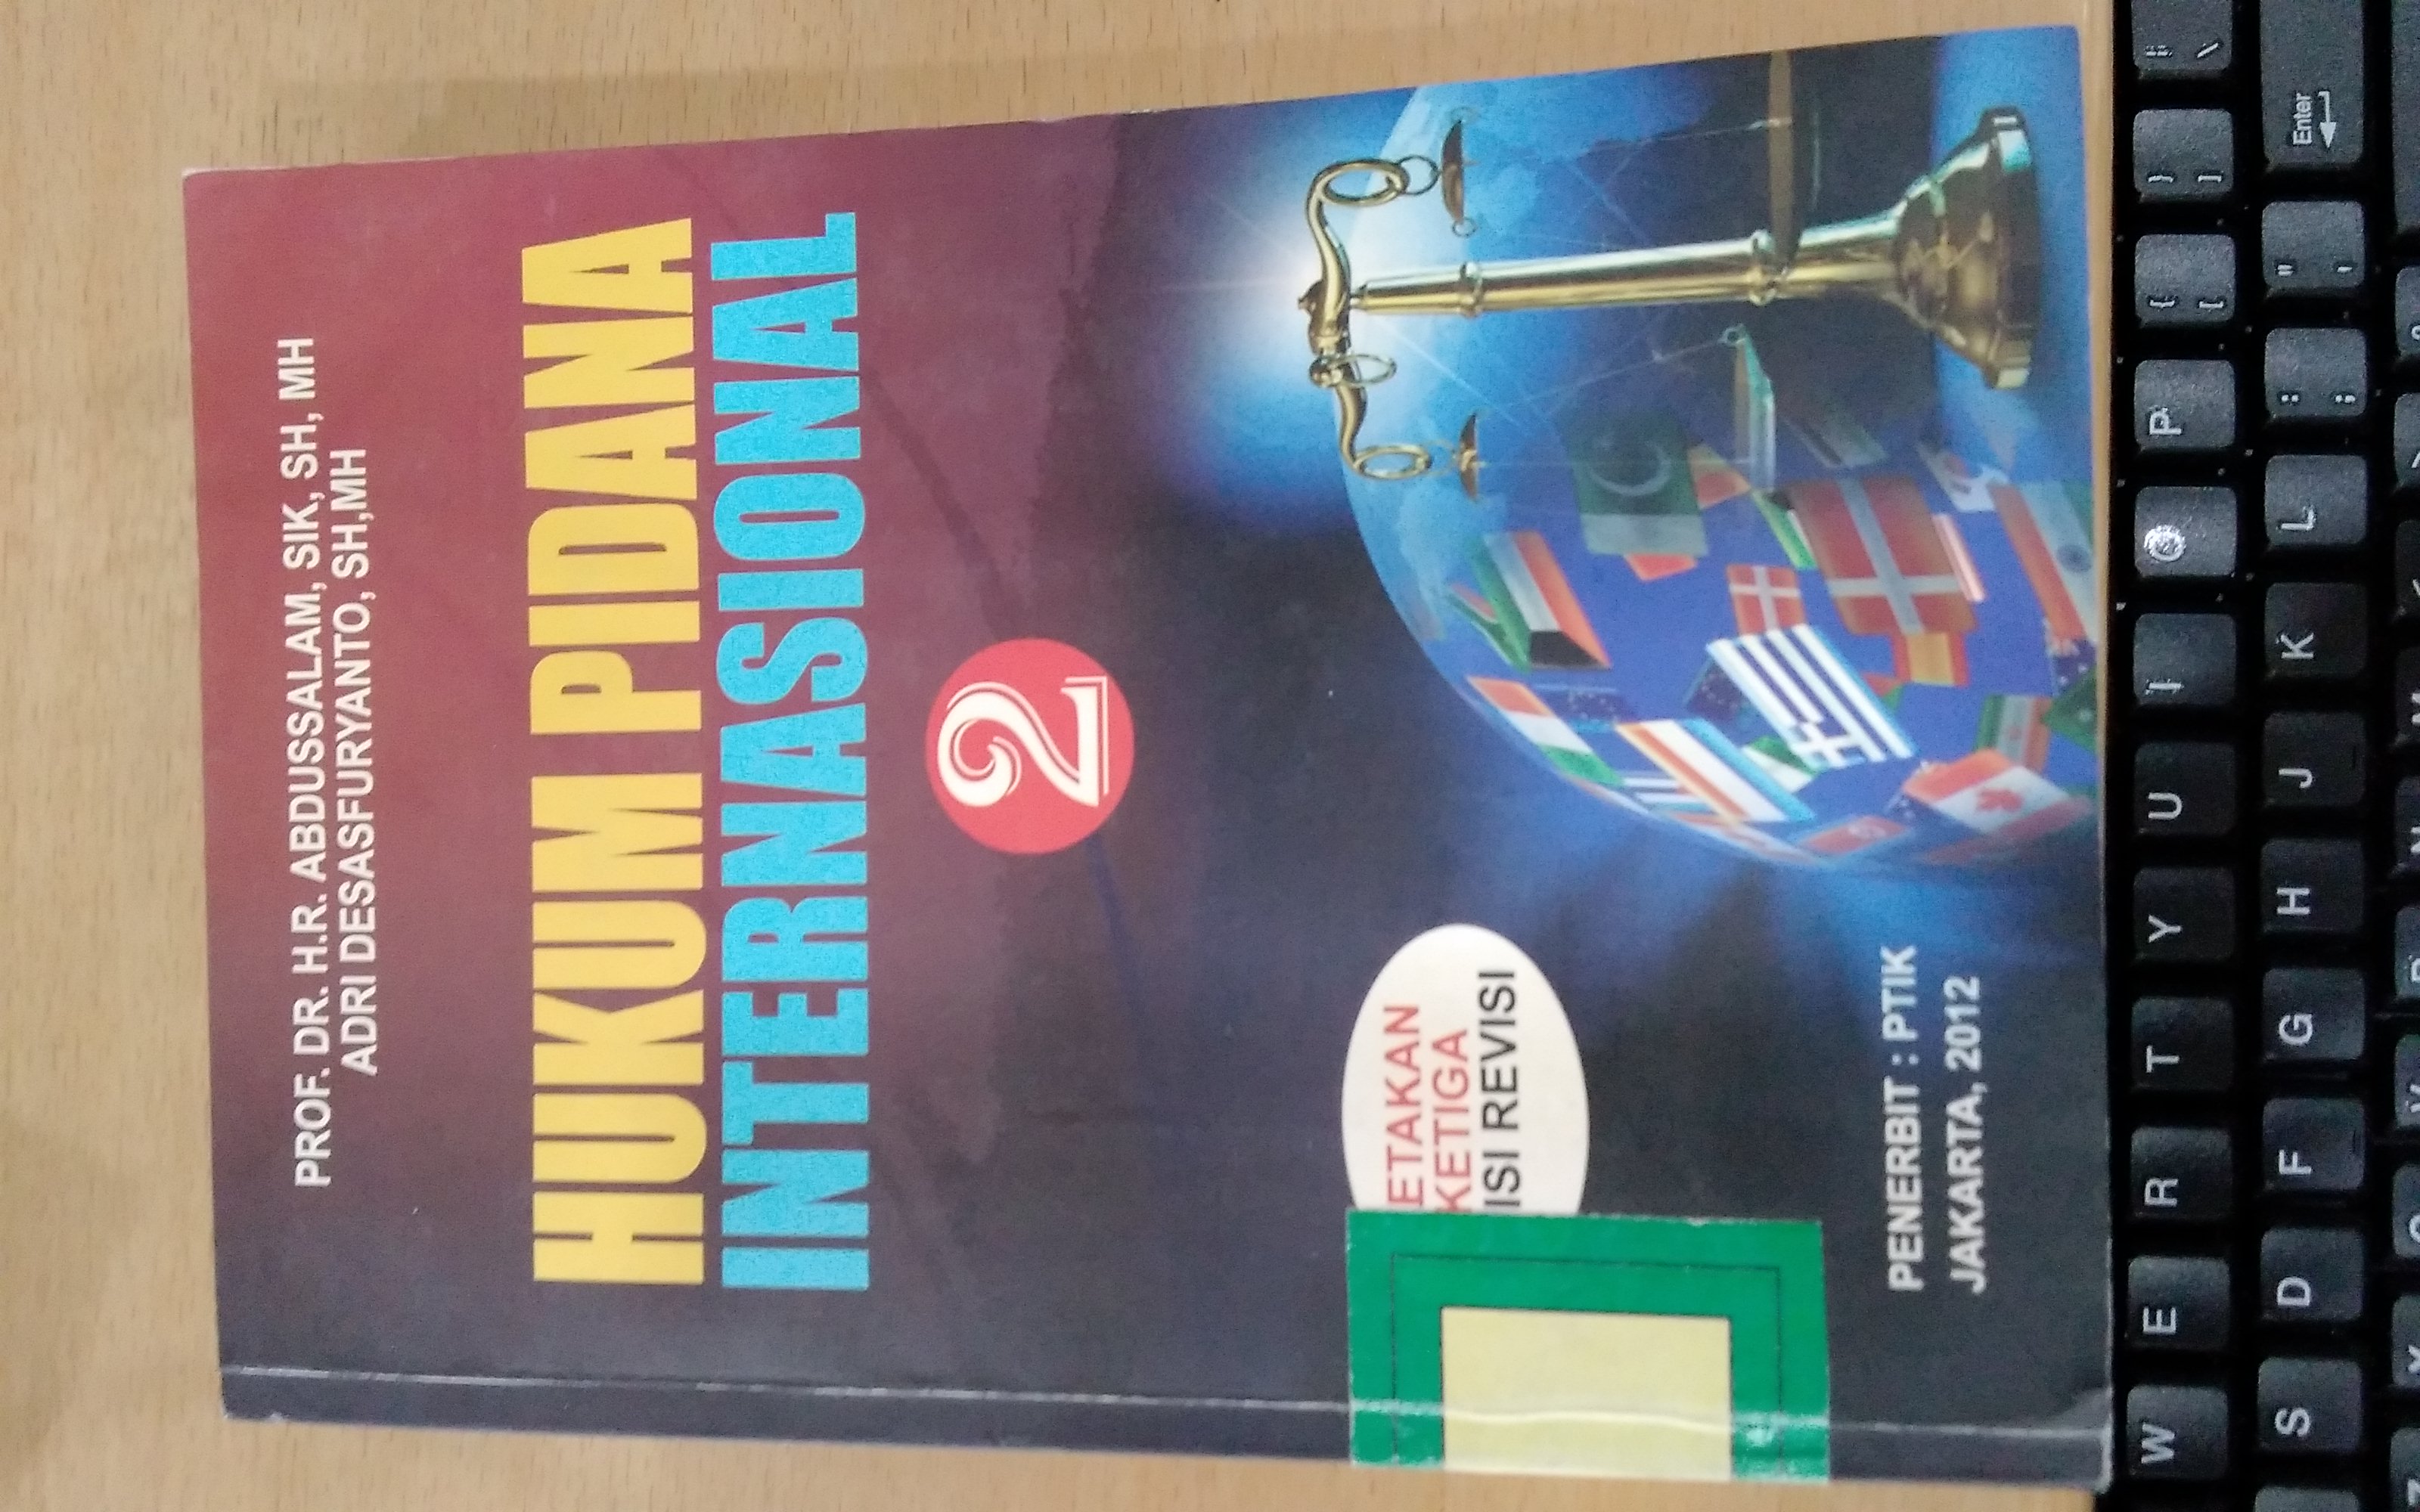 PROF. DR. H.R. ABDUSSALAM, SIK, SH, MH
ADRI DESASFURYANTO, SH,MH
HUKUM PIDANA
INTERNASIONAL
2
ETAKAN
KETIGA
ISI REVISI
PENERBIT : PTIK
JAKARTA, 2012
W E R T Y U I P { [ } ]
S D F G H J K L : ; " ' Enter